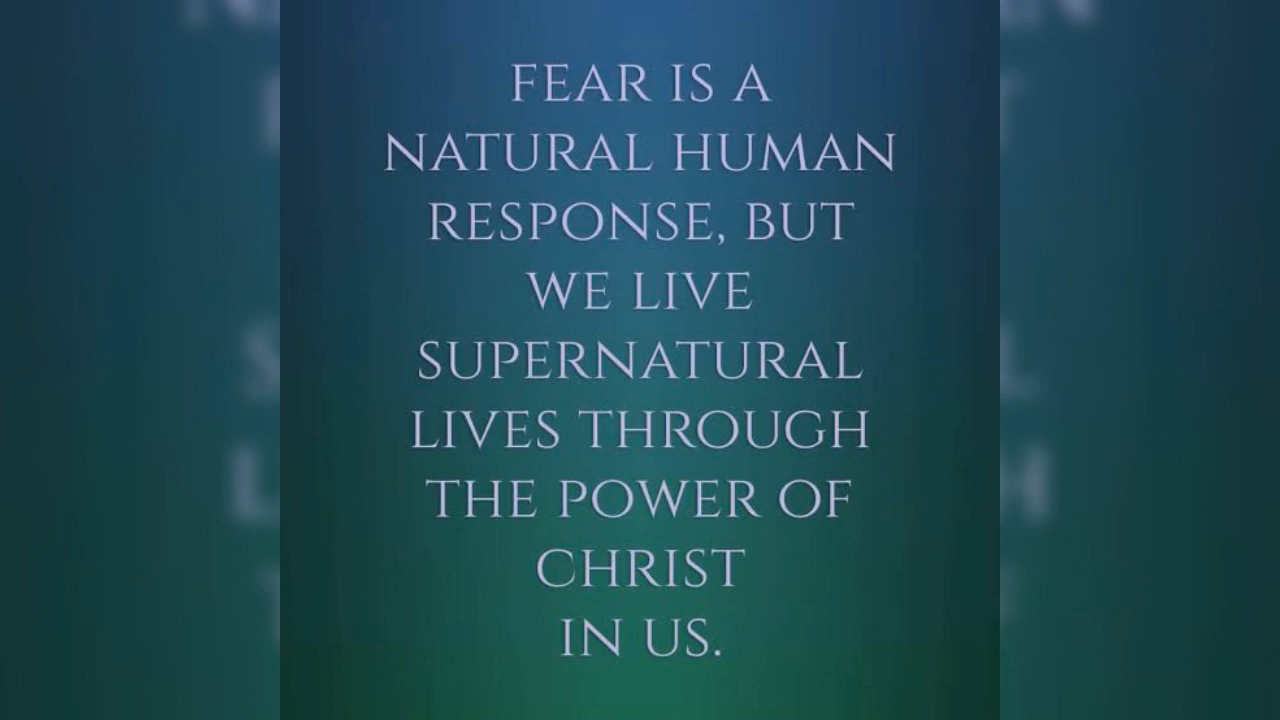 FEAR IS A
NATURAL HUMAN
RESPONSE, BUT
WE LIVE
SUPERNATURAL
LIVES THROUGH
THE POWER OF
CHRIST
IN US.